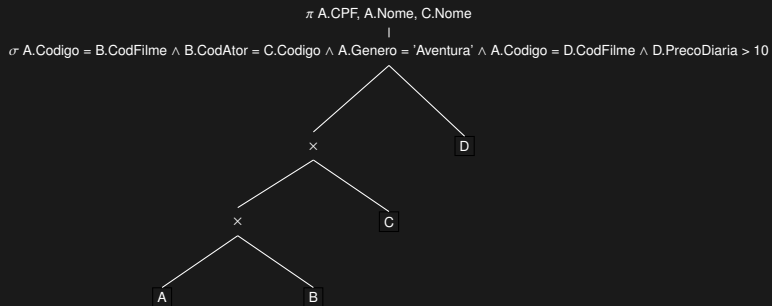 π A.CPF, A.Nome, C.Nome
σ A.Codigo = B.CodFilme ∧ B.CodAtor = C.Codigo ∧ A.Genero = 'Aventura' ∧ A.Codigo = D.CodFilme ∧ D.PrecoDiaria > 10
× D
× C
A B